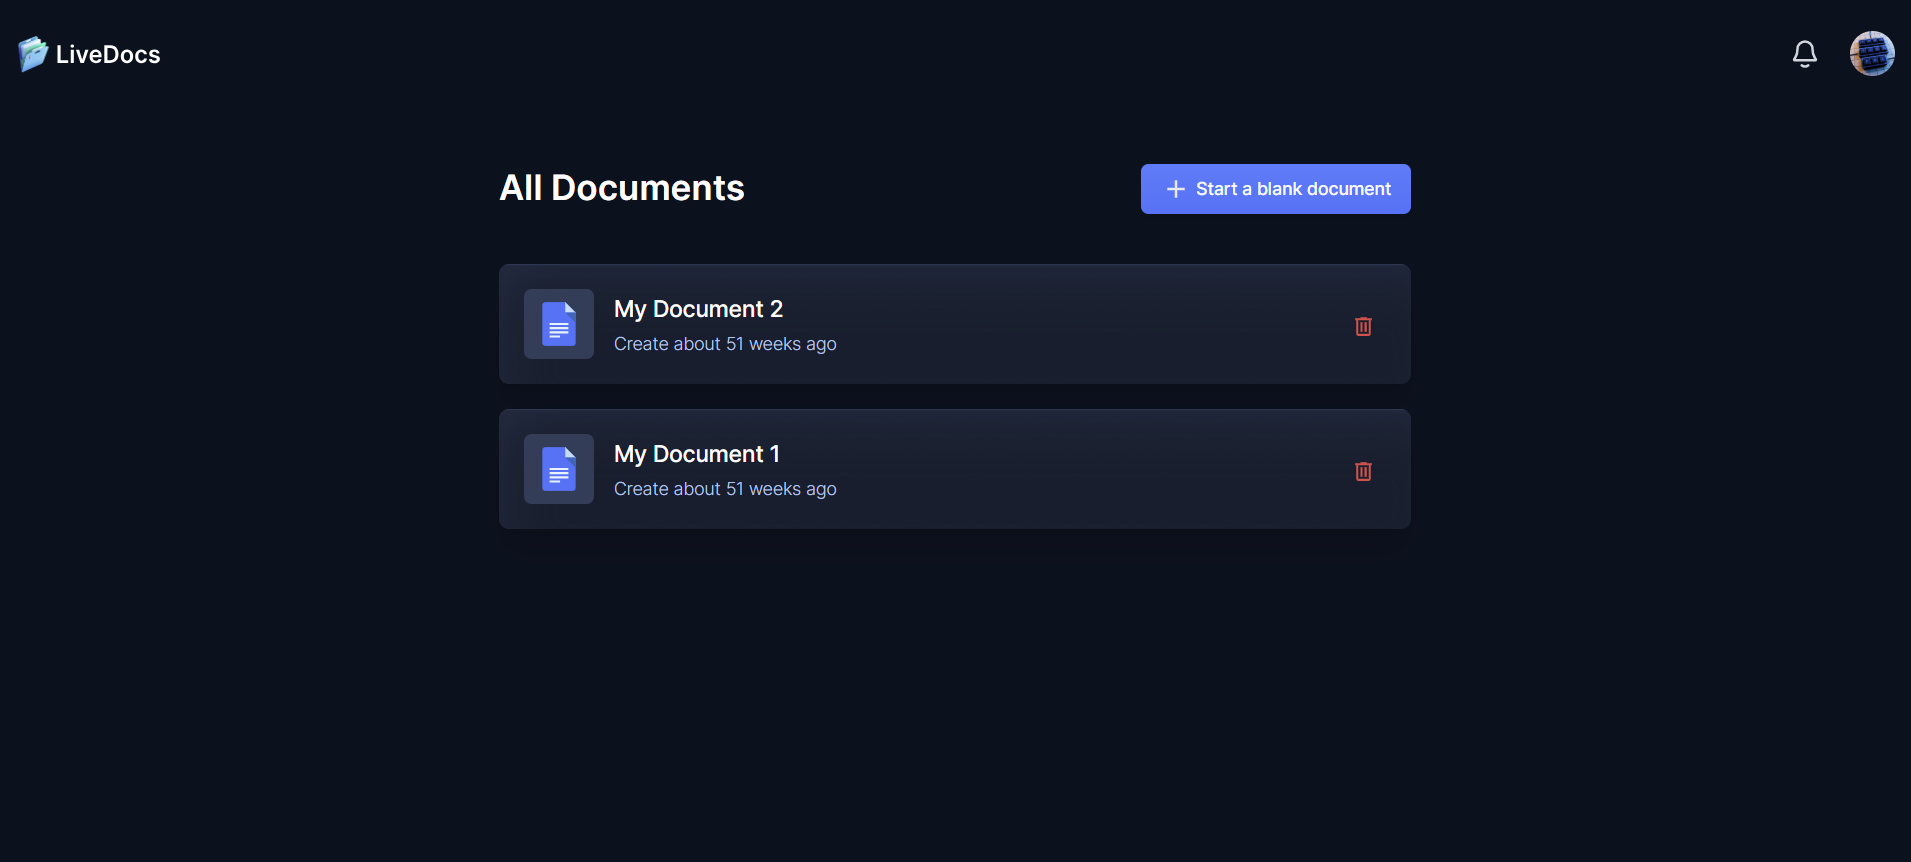 LiveDocs
All Documents
Start a blank document
My Document 2
Create about 51 weeks ago
My Document 1
Create about 51 weeks ago